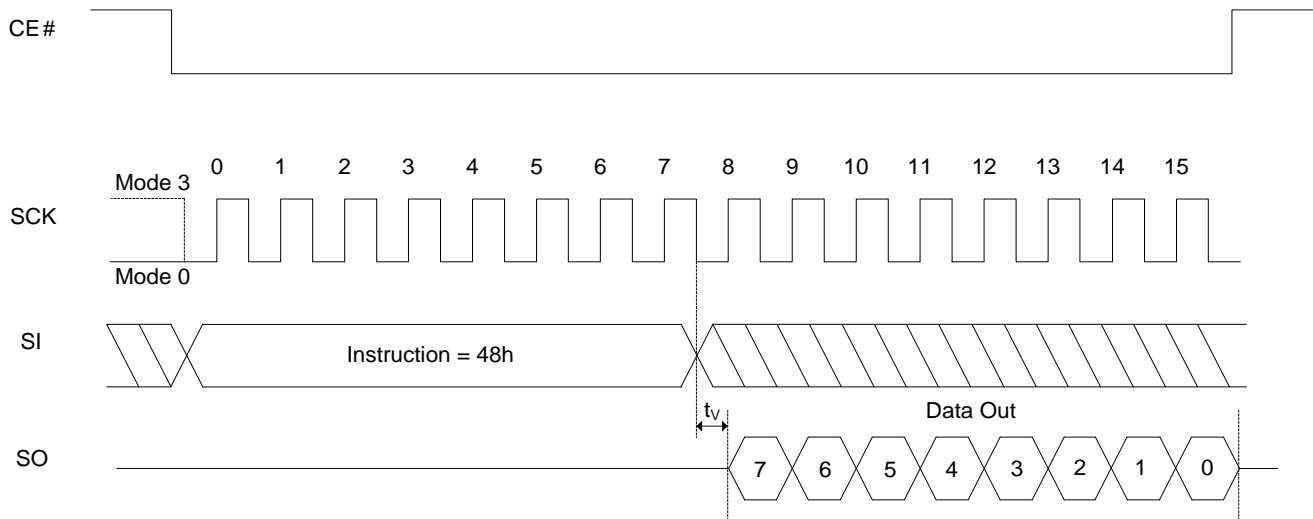 CE#
0 1 2 3 4 5 6 7 8 9 10 11 12 13 14 15
Mode 3
SCK
Mode 0
SI
Instruction = 48h
tV
Data Out
SO
7 6 5 4 3 2 1 0